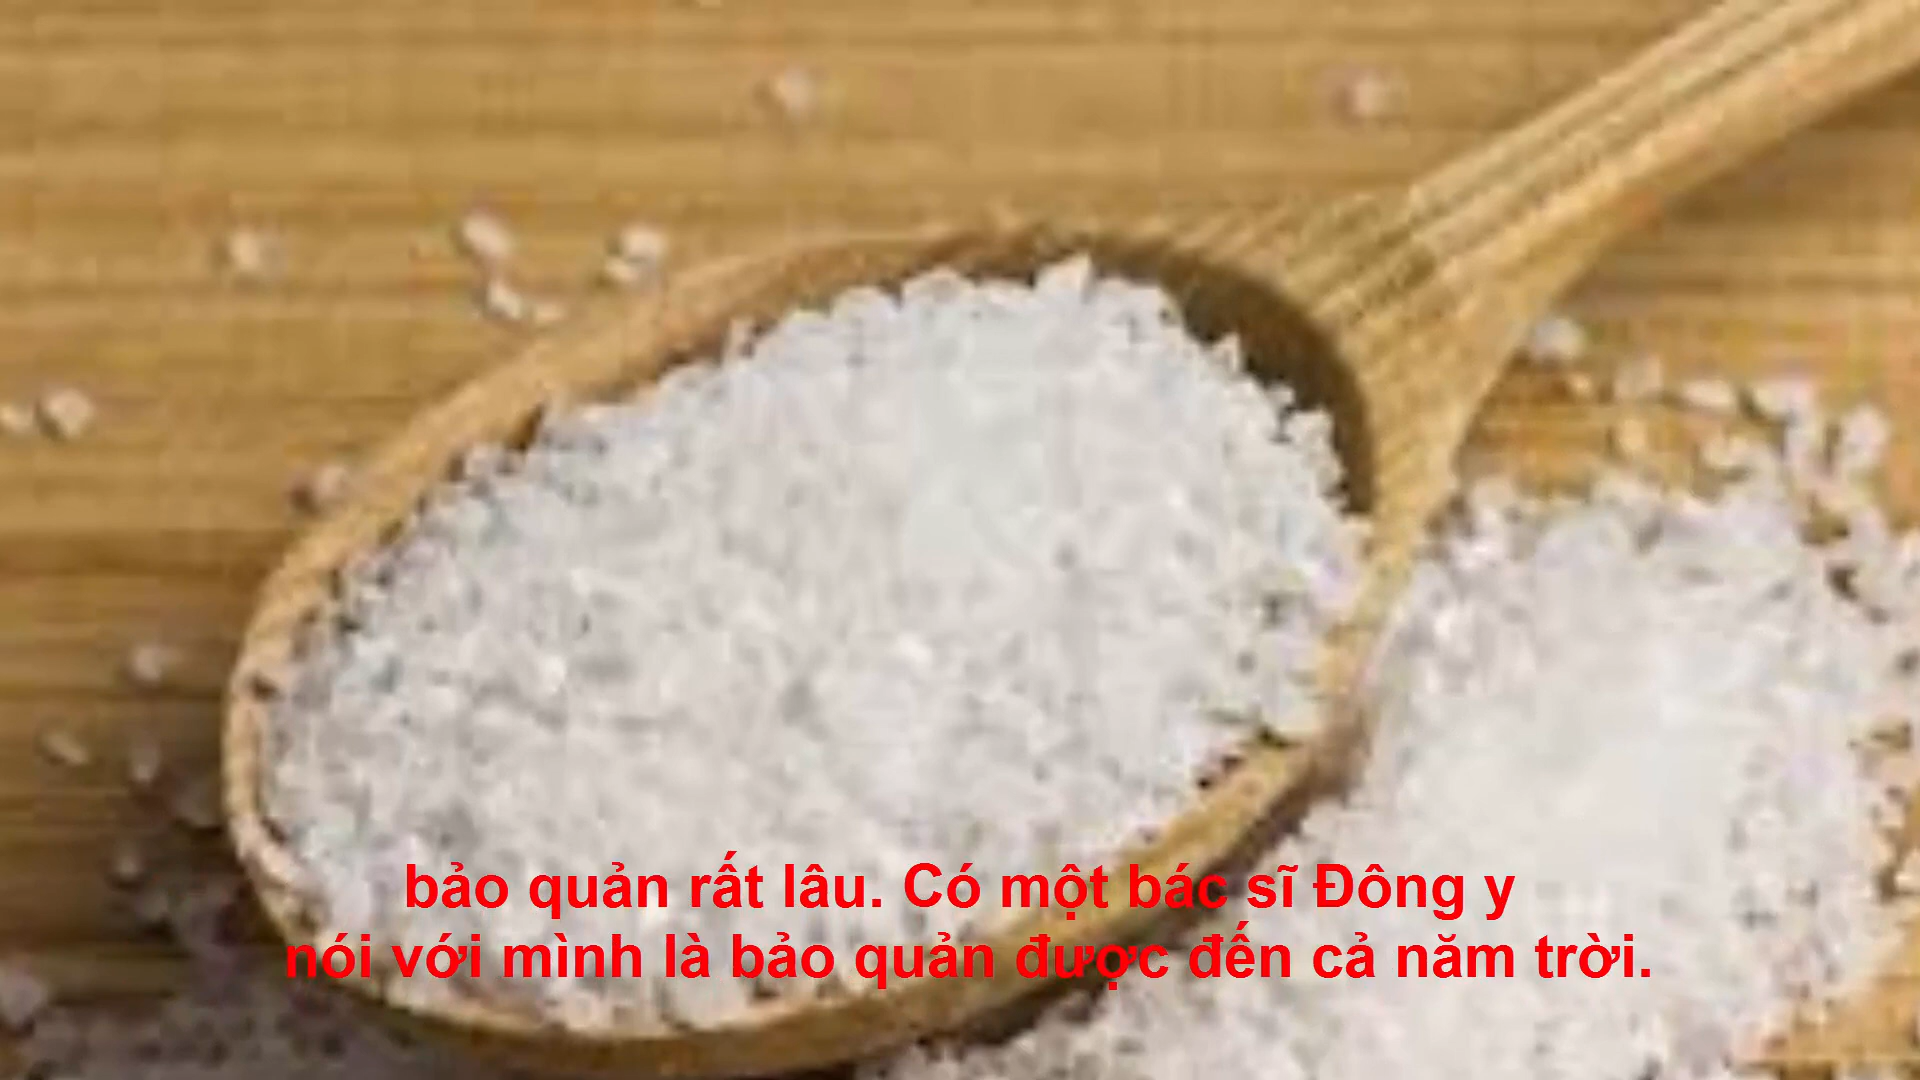 bảo quản rất lâu. Có một bác sĩ Đông y
nói với mình là bảo quản được đến cả năm trời.